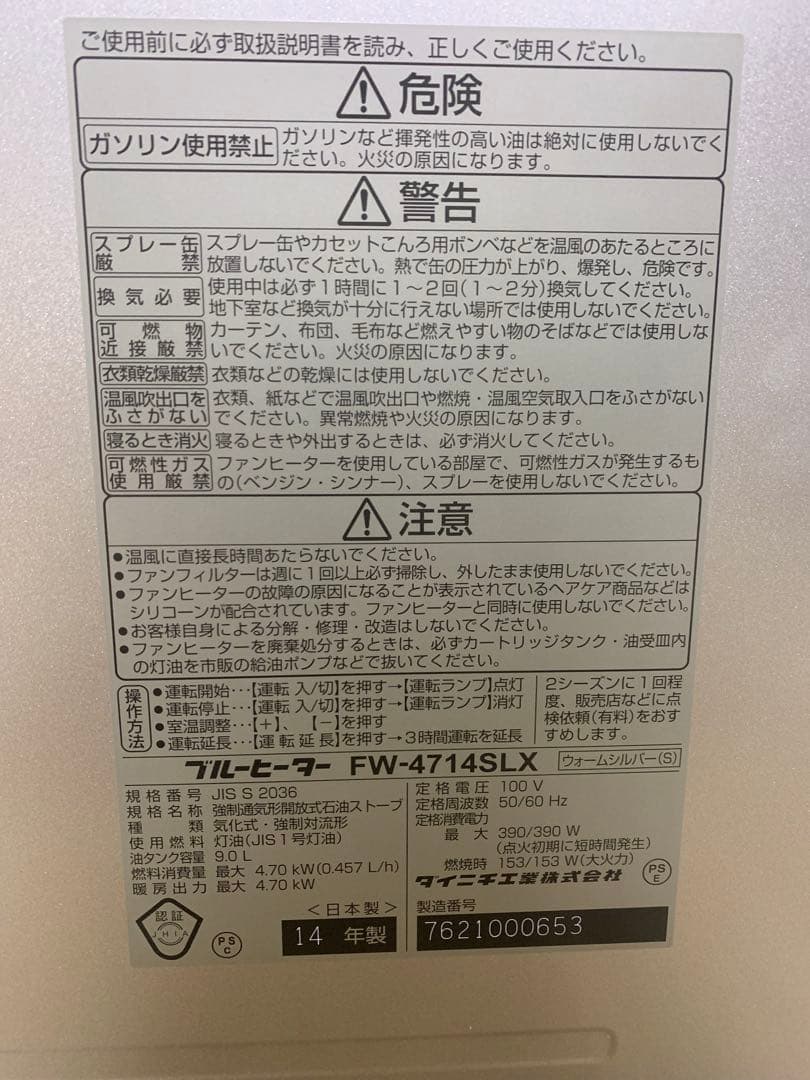 ご使用前に必ず取扱説明書を読み、正しくご使用ください。
危険
ガソリン使用禁止
ガソリンなど揮発性の高い油は絶対に使用しないでく
ださい。火災の原因になります。
警告
スプレー缶
厳禁
スプレー缶やカセットこんろ用ボンベなどを温風のあたるところに
放置しないでください。熱で缶の圧力が上がり、爆発し、危険です。
換気必要
使用中は必ず1時間に1~2回(1~2分)換気してください。
地下室など換気が十分に行えない場所では使用しないでください。
可燃物
近接厳禁
カーテン、布団、毛布など燃えやすい物のそばなどでは使用しな
いでください。火災の原因になります。
衣類乾燥厳禁
衣類などの乾燥には使用しないでください。
温風吹出口を
ふさがない
衣類、紙などで温風吹出口や燃焼・温風空気取入口をふさがない
でください。異常燃焼や火災の原因になります。
寝るとき消火
寝るときや外出するときは、必ず消火してください。
可燃性ガス
使用厳禁
ファンヒーターを使用している部屋で、可燃性ガスが発生するも
の(ベンジン・シンナー)、スプレーを使用しないでください。
注意
●温風に直接長時間あたらないでください。
●ファンフィルターは週に1回以上必ず掃除し、外したまま使用しないでください。
●ファンヒーターの故障の原因になることが表示されているヘアケア商品などは
シリコーンが配合されています。ファンヒーターと同時に使用しないでください。
●お客様自身による分解・修理・改造はしないでください。
●ファンヒーターを廃棄処分するときは、必ずカートリッジタンク・油受皿内
の灯油を市販の給油ポンプなどで抜いてください。
操作方法
●運転開始…【運転 入/切】を押す→【運転ランプ】点灯
●運転停止…【運転 入/切】を押す→【運転ランプ】消灯
●室温調整…【+】、【-】を押す
●運転延長…【運転延長】を押す→3時間運転を延長
2シーズンに1回程
度、販売店などに点
検依頼(有料)をおす
すめします。
ブルーヒーター FW-4714SLX
ウォームシルバー(S)
規格番号 JIS S 2036
規格名称 強制通気形開放式石油ストーブ
種類 気化式・強制対流形
使用燃料 灯油(JIS1号灯油)
油タンク容量 9.0 L
燃料消費量 最大 4.70 kW(0.457 L/h)
暖房出力 最大 4.70 kW
定格電圧 100 V
定格周波数 50/60 Hz
定格消費電力
最大 390/390 W
(点火初期に短時間発生)
燃焼時 153/153 W(大火力)
ダイニチ工業株式会社
PS
E
認証
JHIA
PS
C
<日本製>
14 年製
製造番号
7621000653